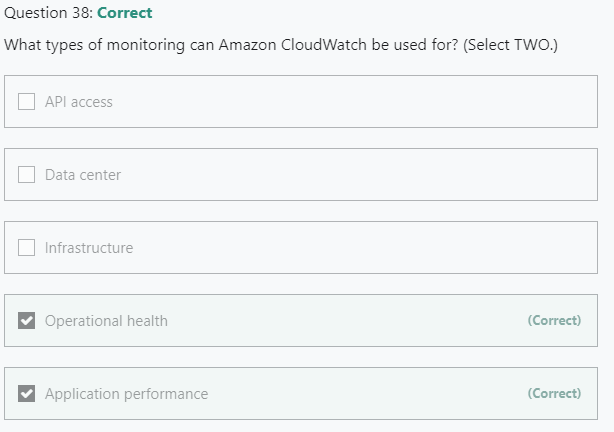 Question 38: Correct
What types of monitoring can Amazon CloudWatch be used for? (Select TWO.)
API access
Data center
Infrastructure
Operational health (Correct)
Application performance (Correct)